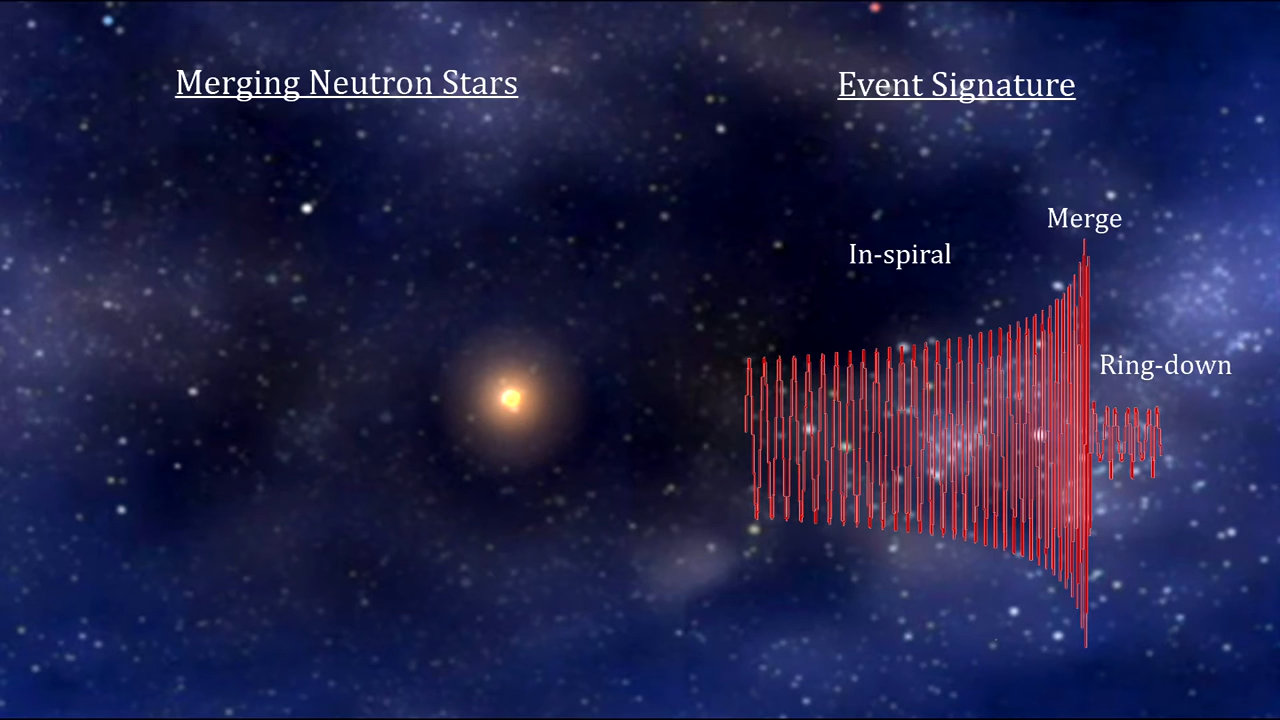 Merging Neutron Stars
Event Signature
Merge
In-spiral
Ring-down